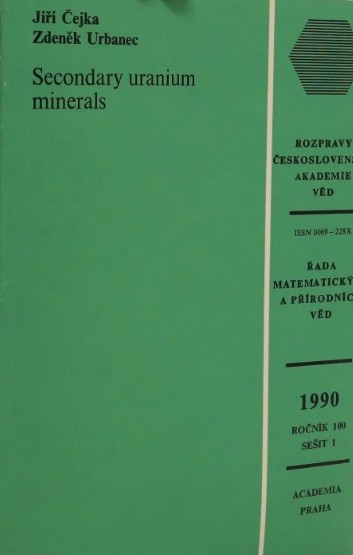 Jiří Čejka
Zdeněk Urbanec
Secondary uranium
minerals
ROZPRAVY
ČESKOSLOVEN
AKADEMIE
VĚD
ISSN 0069 – 228X
ŘADA
MATEMATICKÝ
A PŘÍRODNÍC
VĚD
1990
ROČNÍK 100
SEŠIT 1
ACADEMIA
PRAHA